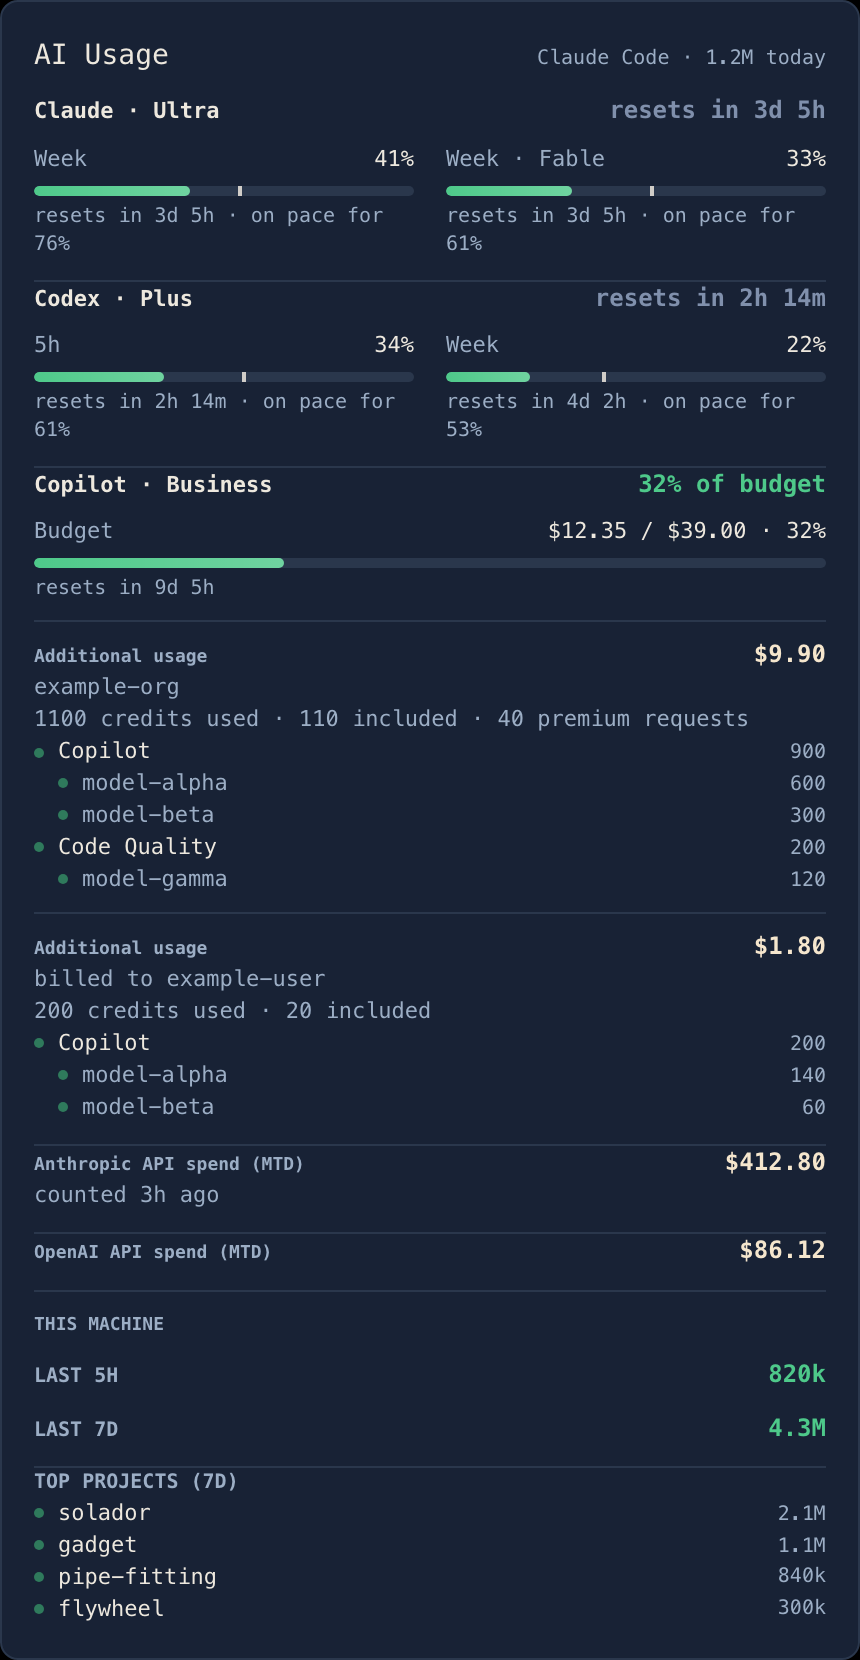 AI Usage
Claude Code · 1.2M today
Claude · Ultra
resets in 3d 5h
Week
41%
resets in 3d 5h · on pace for
76%
Week · Fable
33%
resets in 3d 5h · on pace for
61%
Codex · Plus
resets in 2h 14m
5h
34%
resets in 2h 14m · on pace for
61%
Week
22%
resets in 4d 2h · on pace for
53%
Copilot · Business
32% of budget
Budget
$12.35 / $39.00 · 32%
resets in 9d 5h
Additional usage
$9.90
example-org
1100 credits used · 110 included · 40 premium requests
Copilot
900
model-alpha
600
model-beta
300
Code Quality
200
model-gamma
120
Additional usage
$1.80
billed to example-user
200 credits used · 20 included
Copilot
200
model-alpha
140
model-beta
60
Anthropic API spend (MTD)
$412.80
counted 3h ago
OpenAI API spend (MTD)
$86.12
THIS MACHINE
LAST 5H
820k
LAST 7D
4.3M
TOP PROJECTS (7D)
solador
2.1M
gadget
1.1M
pipe-fitting
840k
flywheel
300k